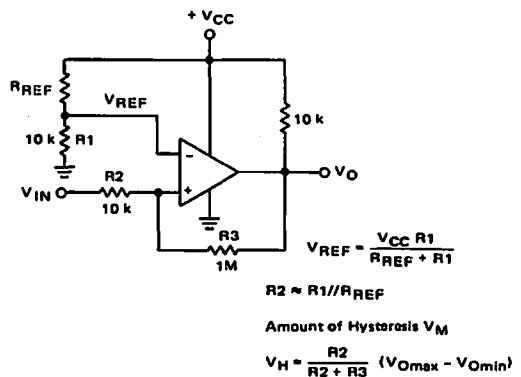 + VCC
RREF
VREF
10 k R1
10 k
-
VO
VIN
R2
10 k
+
R3
1M
VREF = VCC R1 / RREF + R1
R2 ≈ R1//RREF
Amount of Hysteresis VM
VH = R2 / R2 + R3 (VOmax - VOmin)